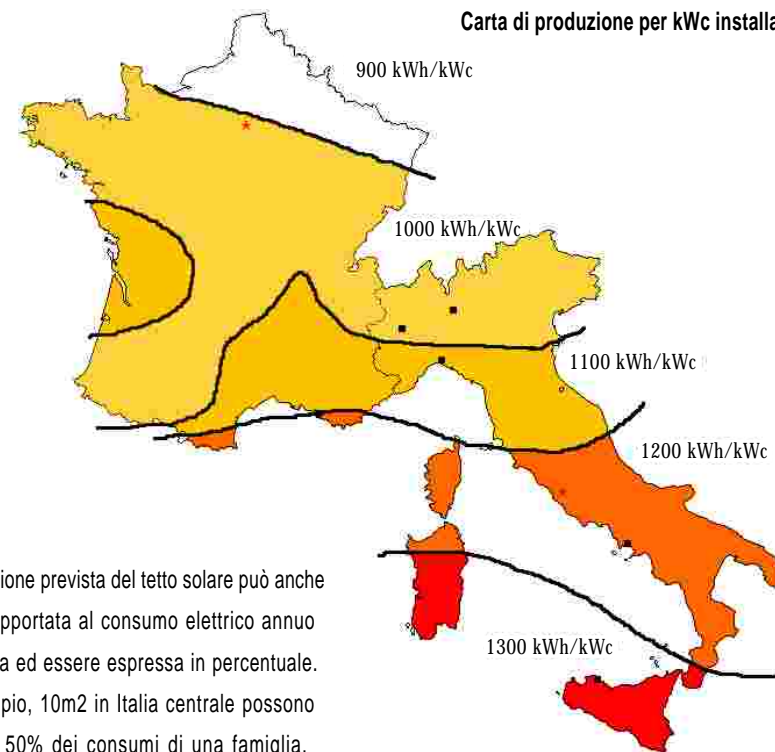 Carta di produzione per kWc installa
900 kWh/kWc
1000 kWh/kWc
1100 kWh/kWc
1200 kWh/kWc
1300 kWh/kWc
ione prevista del tetto solare può anche
pportata al consumo elettrico annuo
a ed essere espressa in percentuale.
pio, 10m2 in Italia centrale possono
50% dei consumi di una famiglia.